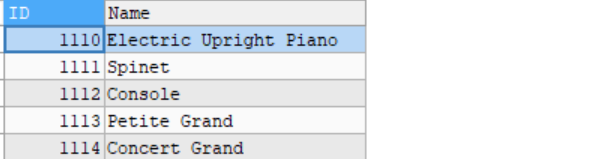 ID Name
1110 Electric Upright Piano
1111 Spinet
1112 Console
1113 Petite Grand
1114 Concert Grand